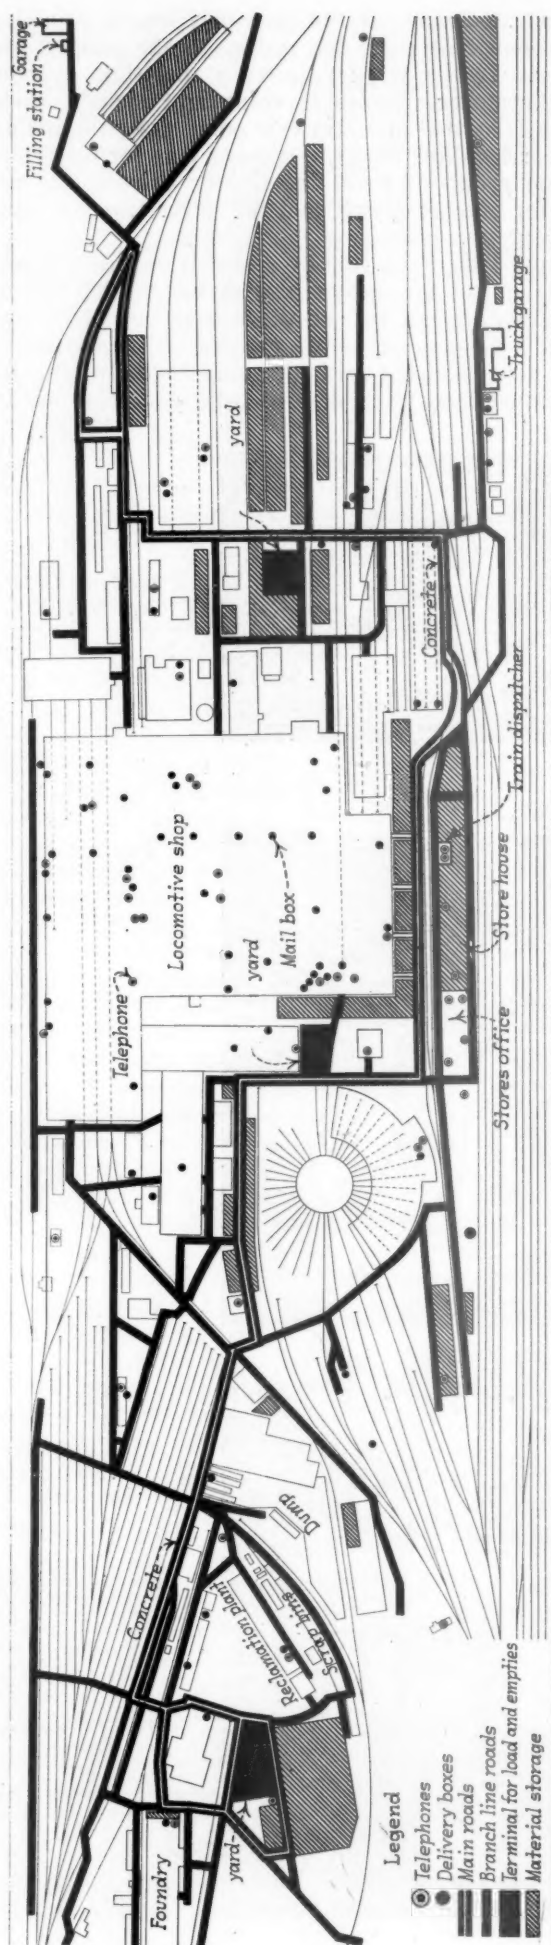 Garage
Filling station
yard
Truck garage
Concrete
Train dispatcher
Locomotive shop
Mail box
yard
Telephone
Store house
Stores office
Concrete
Dump
Reclamation plant
Scrap bins
yard
Foundry
Legend
Telephones
Delivery boxes
Main roads
Branch line roads
Terminal for load and empties
Material storage